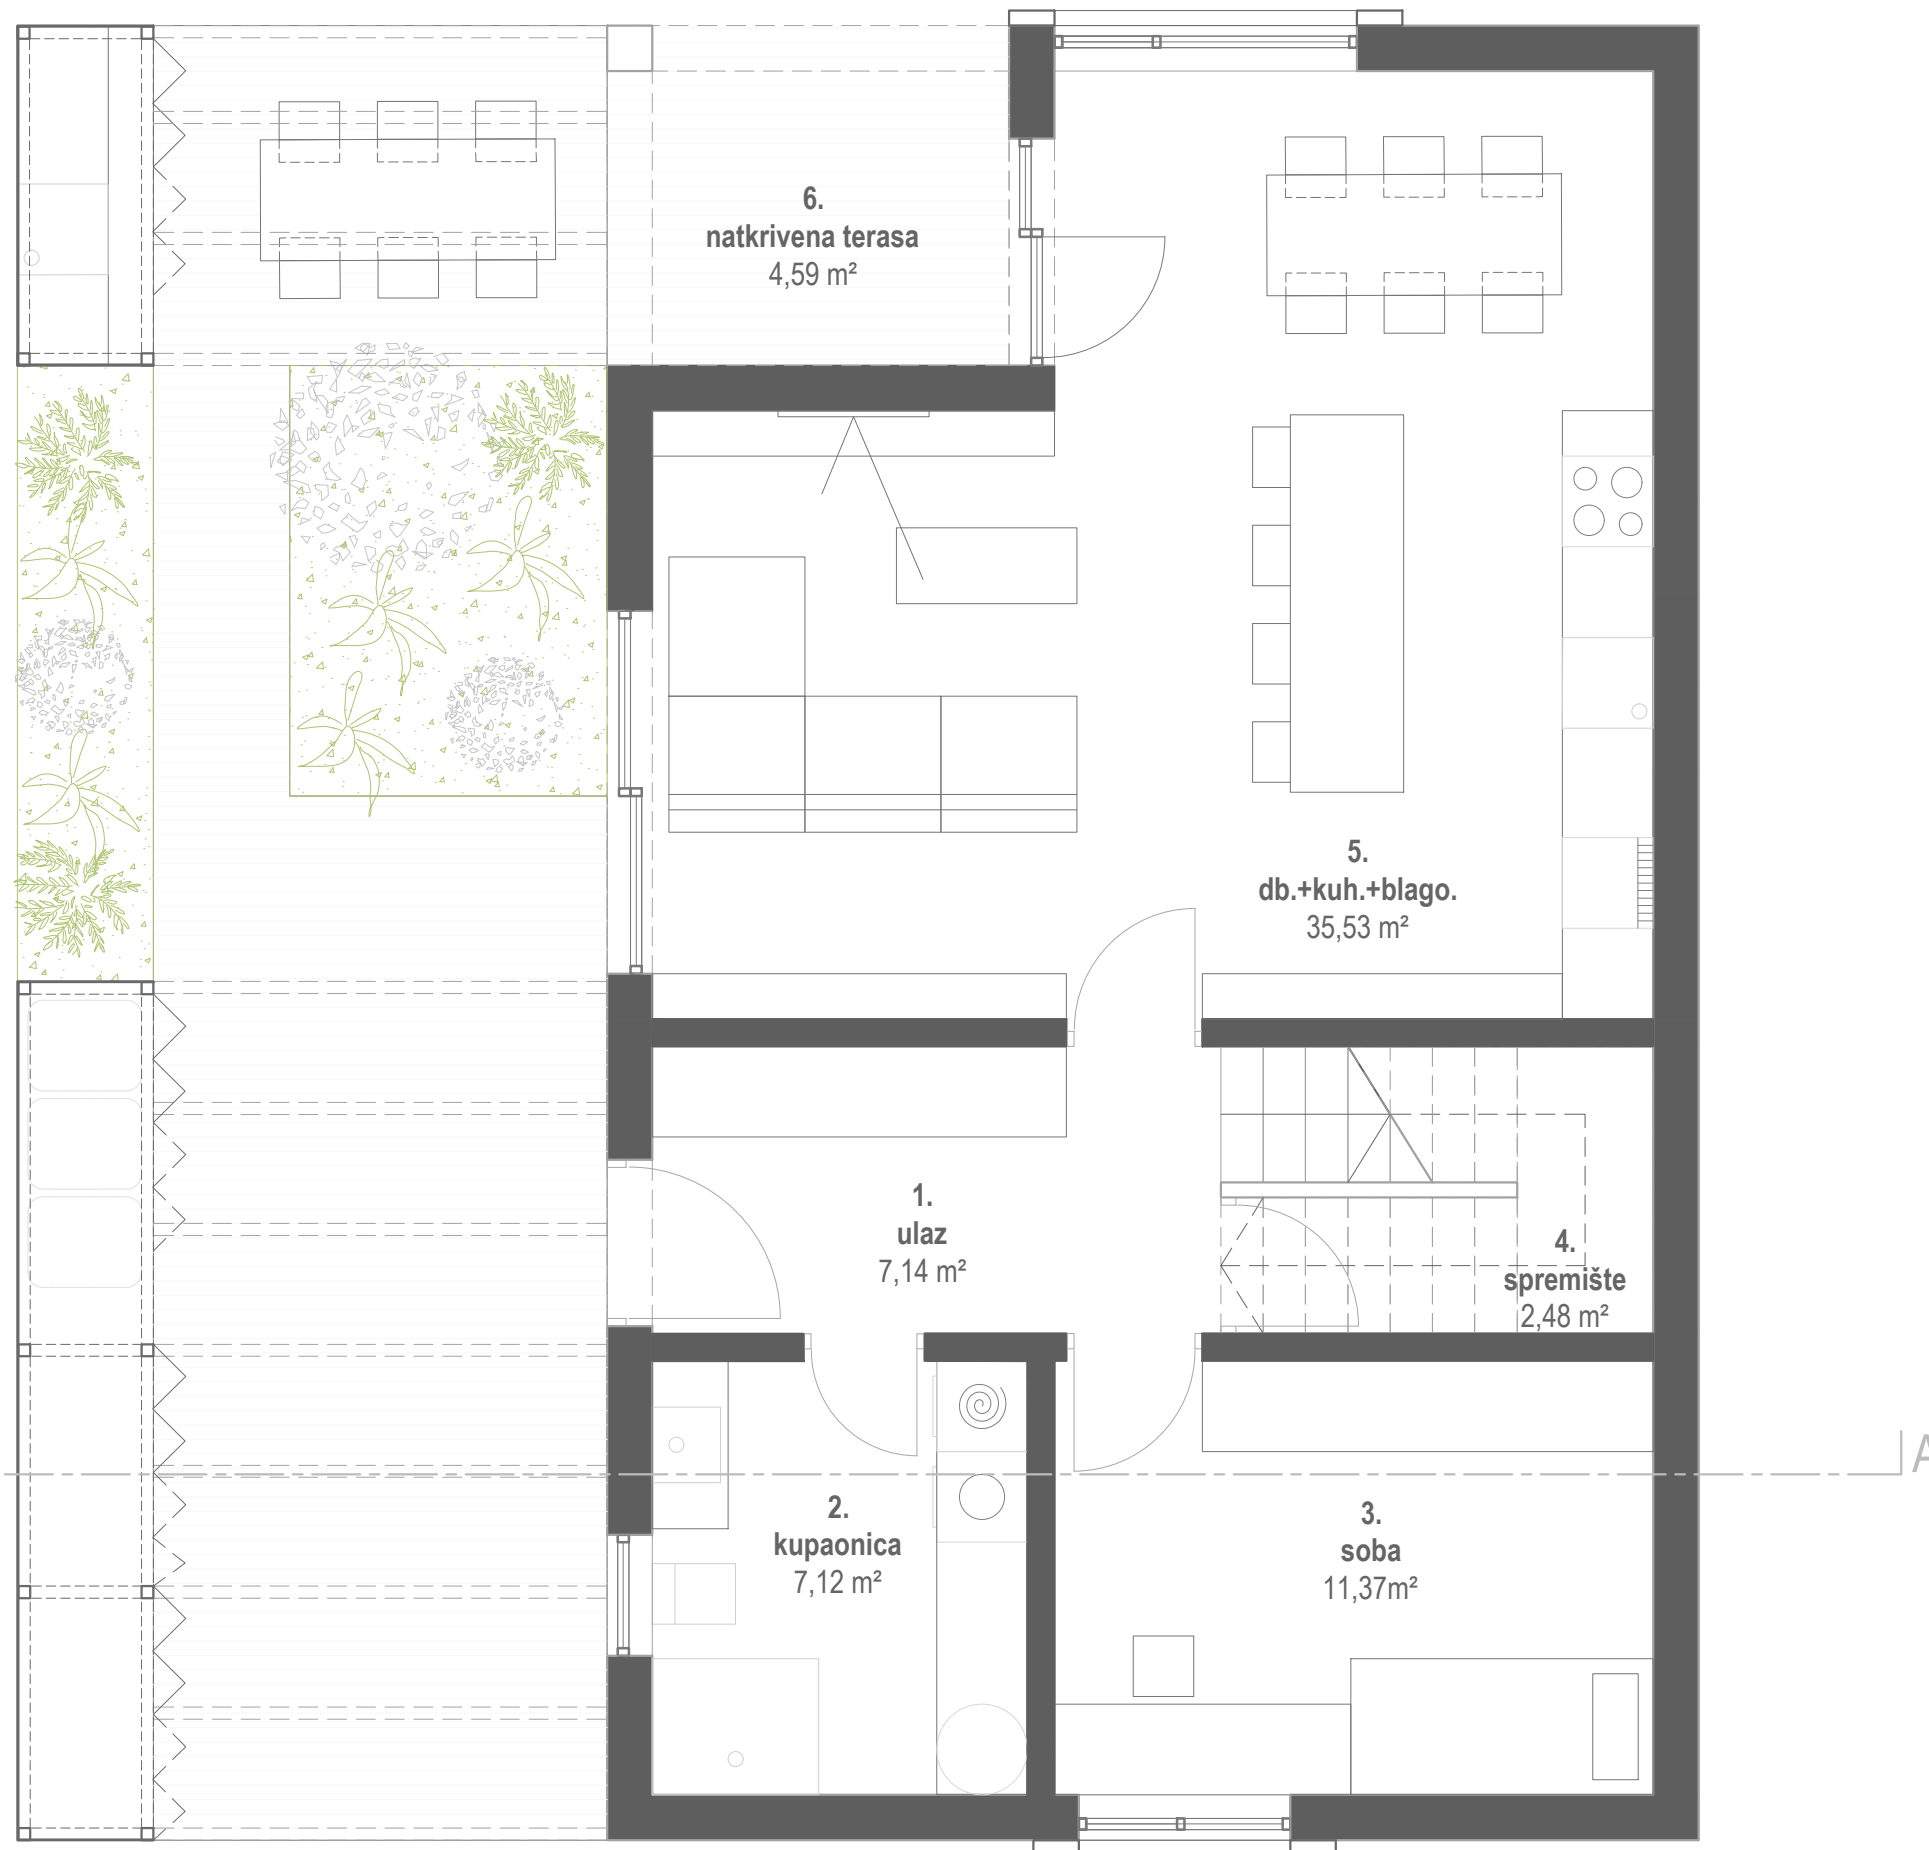 6.
natkrivena terasa
4,59 m²
5.
db.+kuh.+blago.
35,53 m²
1.
ulaz
7,14 m²
4.
spremište
2,48 m²
2.
kupaonica
7,12 m²
3.
soba
11,37m²
A